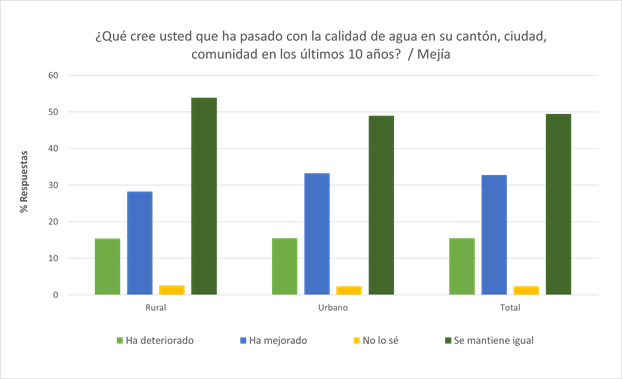 ¿Qué cree usted que ha pasado con la calidad de agua en su cantón, ciudad,
comunidad en los últimos 10 años?  / Mejía
60
50
40
30
20
10
0
% Respuestas
Rural
Urbano
Total
Ha deteriorado
Ha mejorado
No lo sé
Se mantiene igual